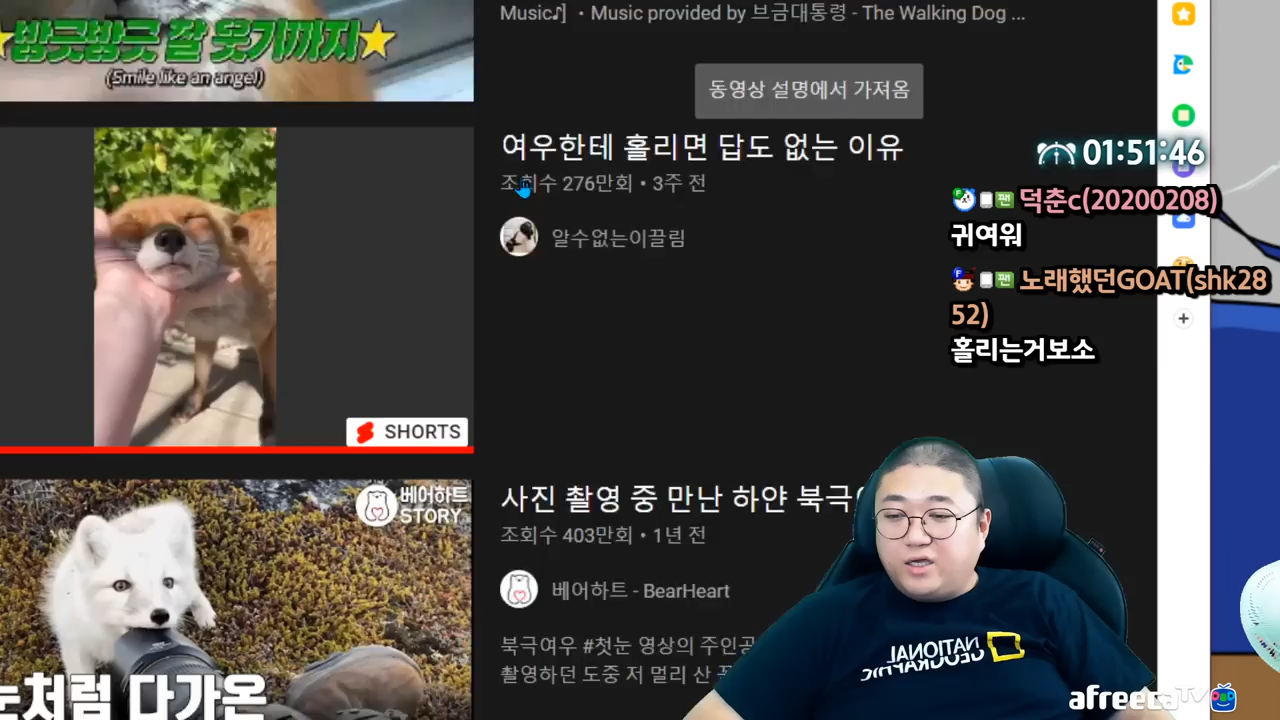 Music♪] • Music provided by 브금대통령 - The Walking Dog ...
방긋방긋 잘 웃기까지
(Smile like an angel)
동영상 설명에서 가져옴
여우한테 홀리면 답도 없는 이유
조회수 276만회 • 3주 전
알수없는이끌림
SHORTS
01:51:46
팬 덕춘c(20200208)
귀여워
팬 노래했던GOAT(shk28
52)
홀리는거보소
베어하트
STORY
눈처럼 다가온
사진 촬영 중 만난 하얀 북극
조회수 403만회 • 1년 전
베어하트 - BearHeart
북극여우 #첫눈 영상의 주인공
촬영하던 도중 저 멀리 산
NATIONAL
GEOGRAPHIC
afreecaTV